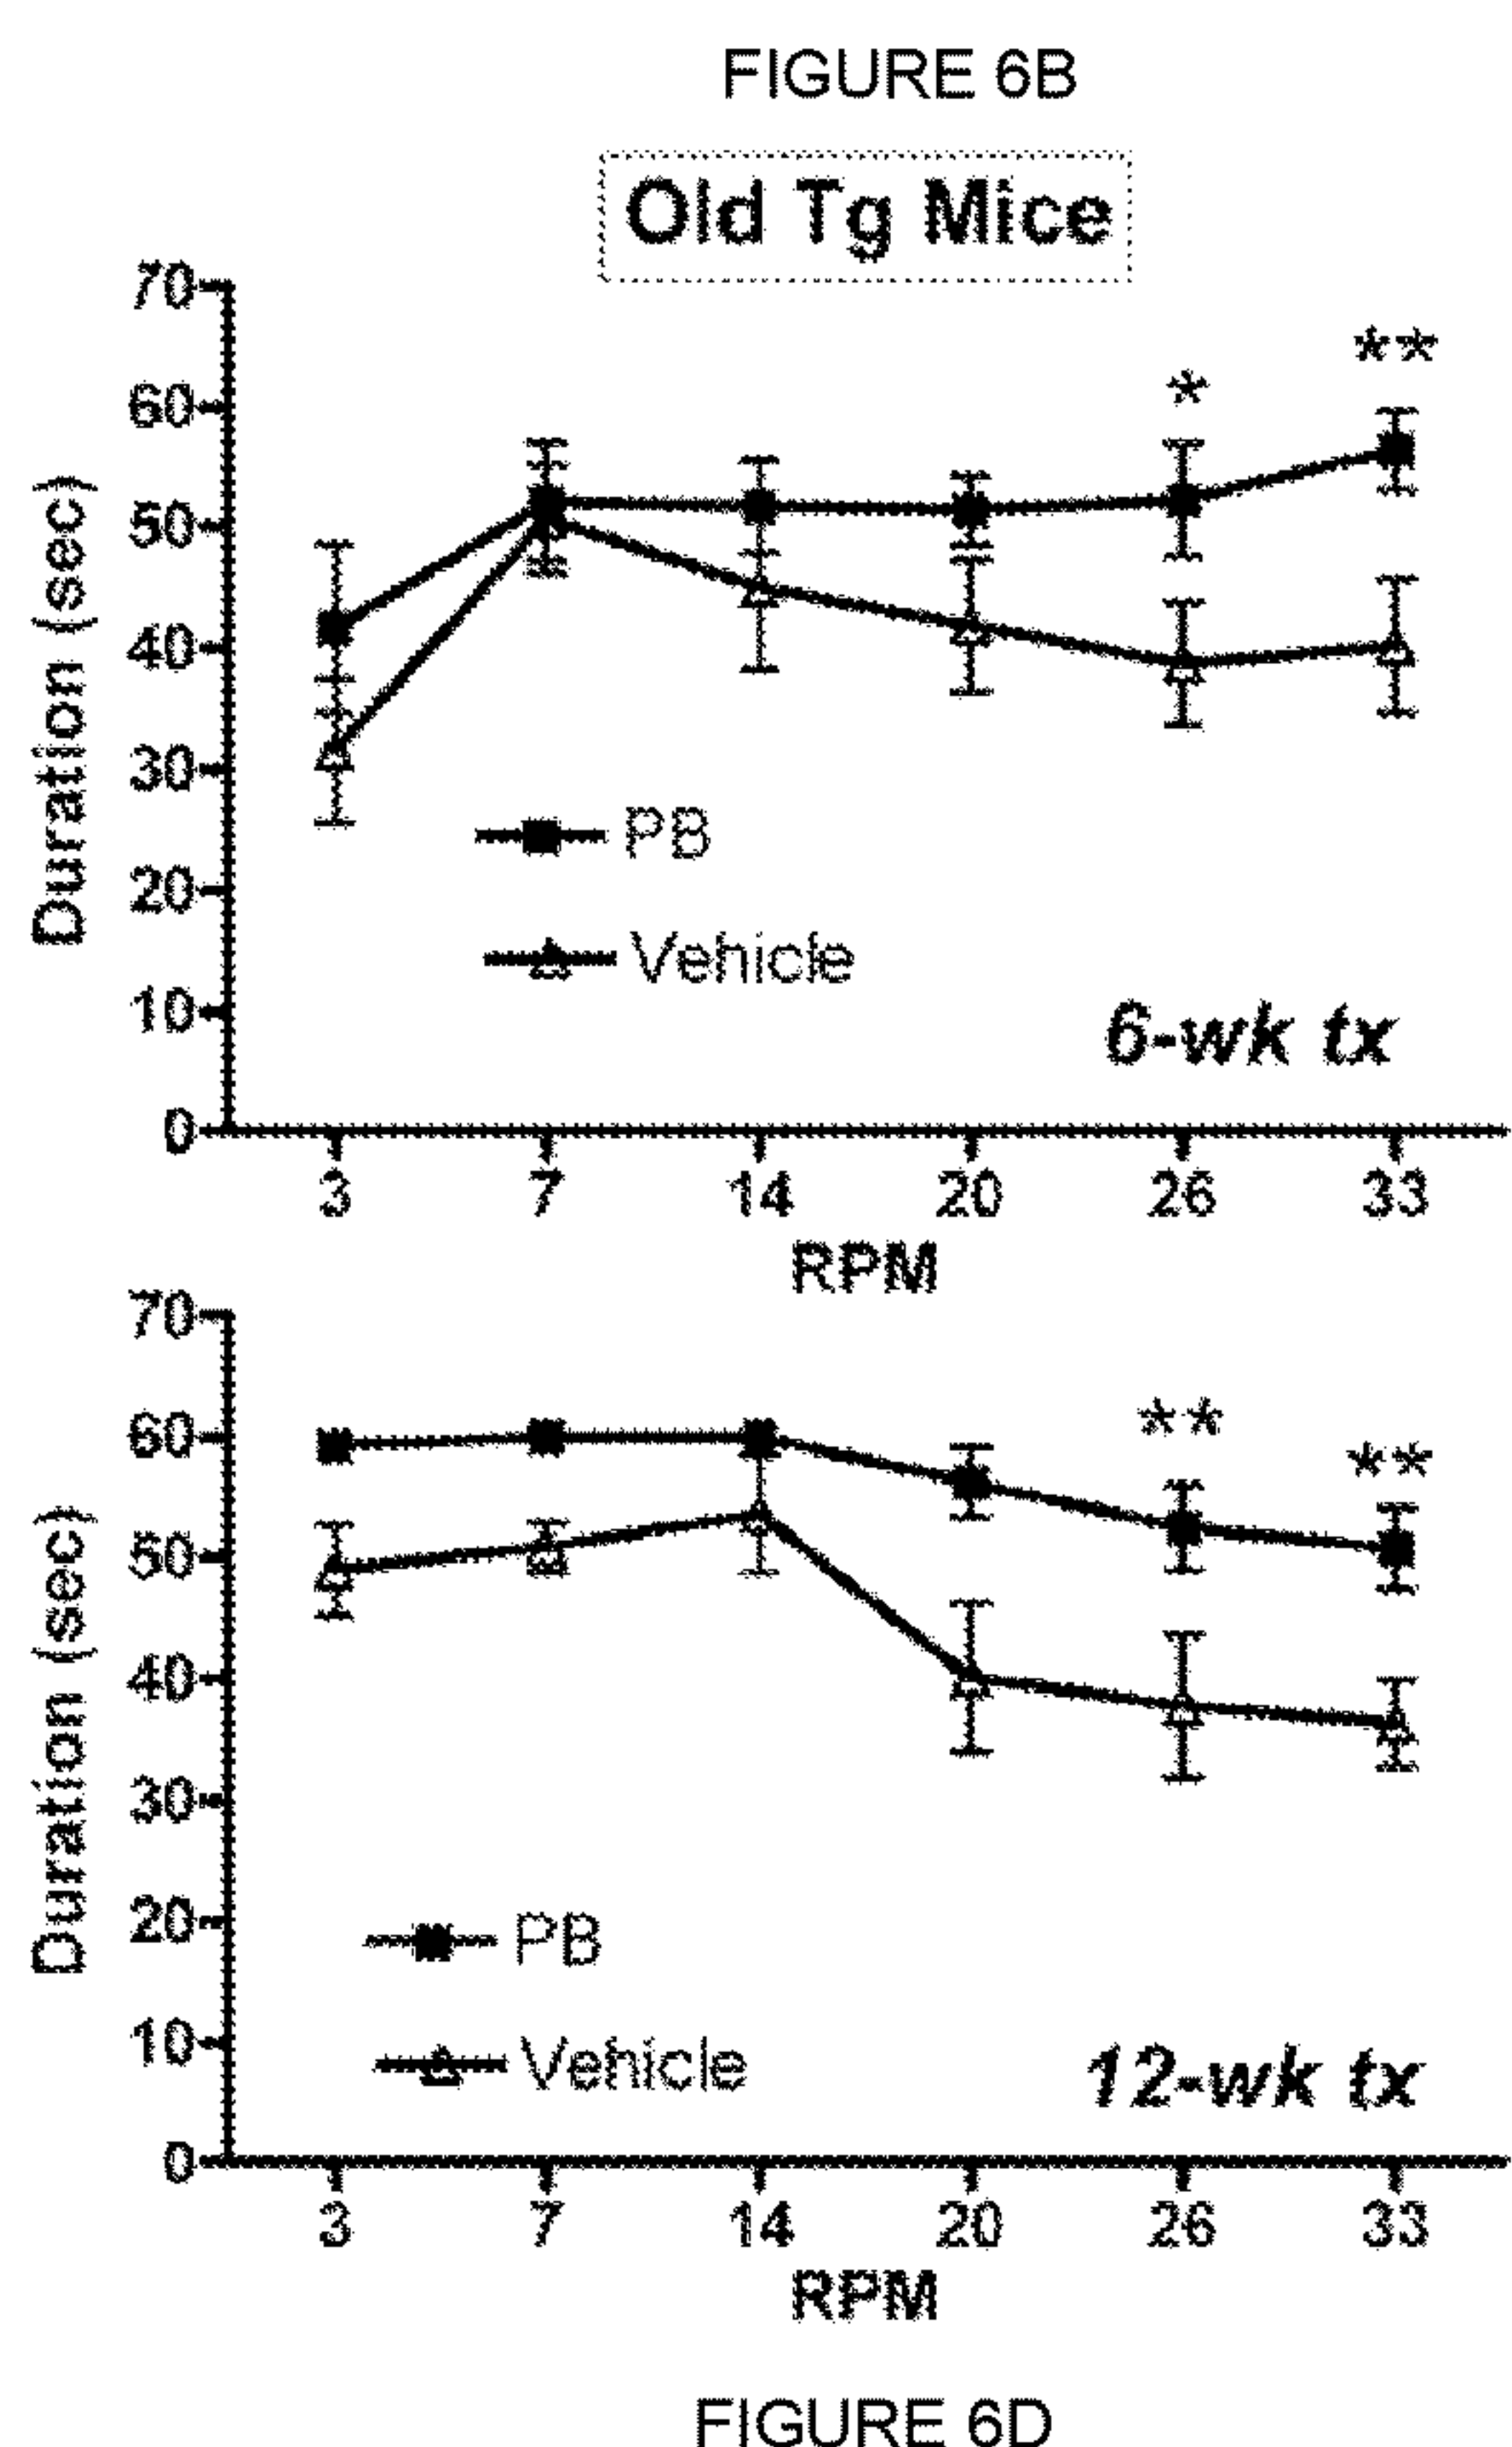 FIGURE 6B
Old Tg Mice
70
60
50
40
30
20
10
0
Duration (sec)
*
**
PB
Vehicle
6-wk tx
3 7 14 20 26 33
RPM
70
60
50
40
30
20
10
0
Duration (sec)
**
**
PB
Vehicle
12-wk tx
3 7 14 20 26 33
RPM
FIGURE 6D